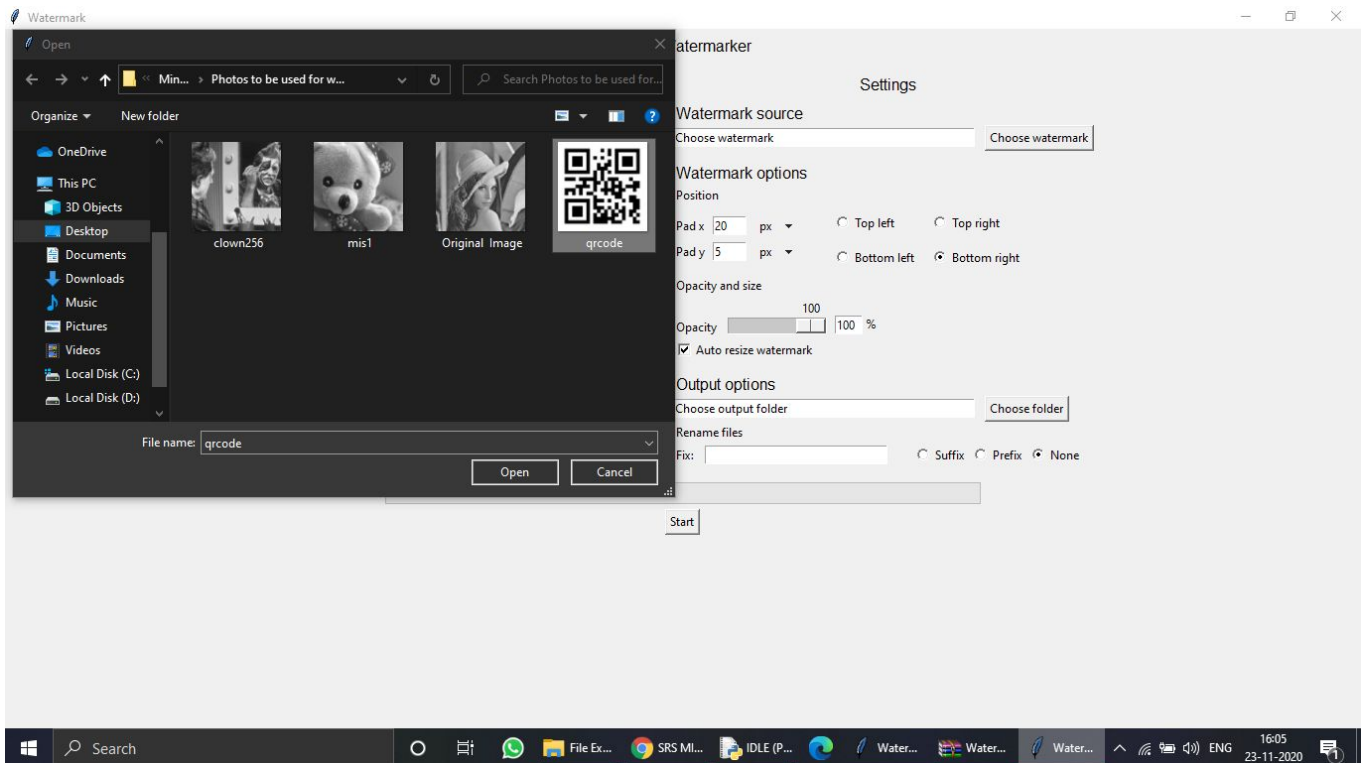 Watermark
Open
atermarker
Min... Photos to be used for w...
Search Photos to be used for...
Organize
New folder
OneDrive
This PC
3D Objects
Desktop
Documents
Downloads
Music
Pictures
Videos
Local Disk (C:)
Local Disk (D:)
clown256
mis1
Original Image
qrcode
File name: qrcode
Open
Cancel
Settings
Watermark source
Choose watermark
Choose watermark
Watermark options
Position
Pad x 20 px
Top left
Top right
Pad y 5 px
Bottom left
Bottom right
Opacity and size
100
Opacity
100 %
Auto resize watermark
Output options
Choose output folder
Choose folder
Rename files
Fix:
Suffix
Prefix
None
Start
Search
File Ex...
SRS MI...
IDLE (P...
Water...
Water...
Water...
ENG
16:05
23-11-2020
1